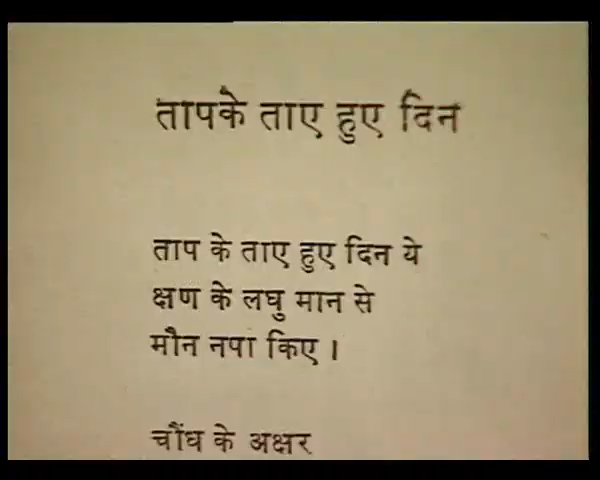 तापके ताए हुए दिन
ताप के ताए हुए दिन ये
क्षण के लघु मान से
मौन नपा किए ।
चौंध के अक्षर